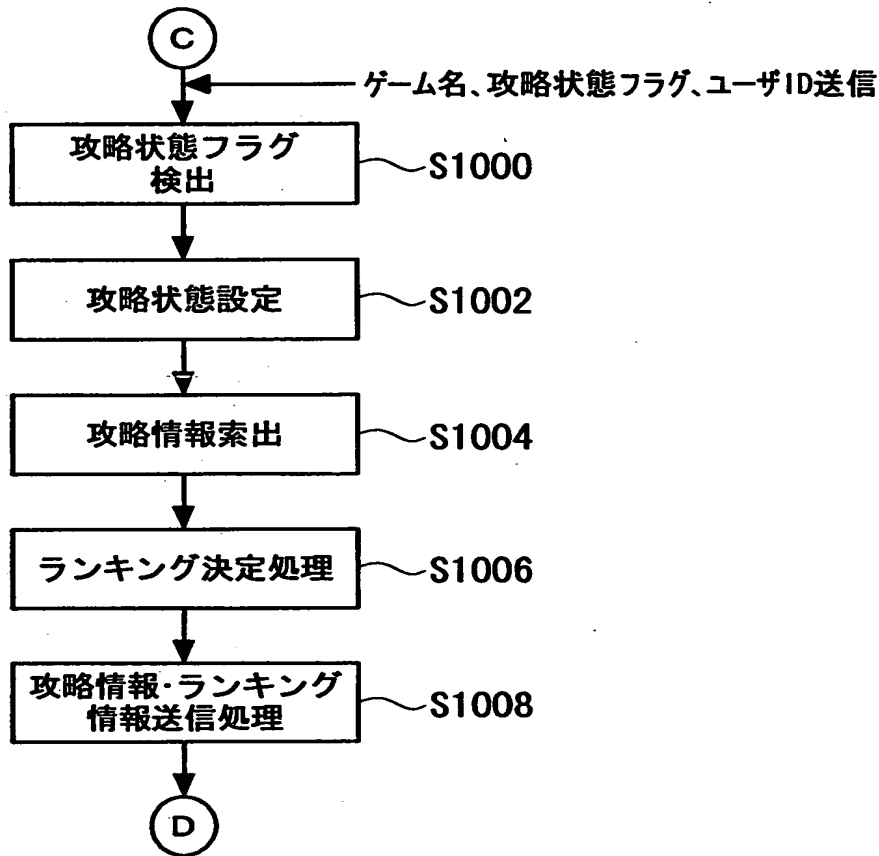 C
ゲーム名、攻略状態フラグ、ユーザID送信
攻略状態フラグ
検出
S1000
攻略状態設定
S1002
攻略情報索出
S1004
ランキング決定処理
S1006
攻略情報・ランキング
情報送信処理
S1008
D